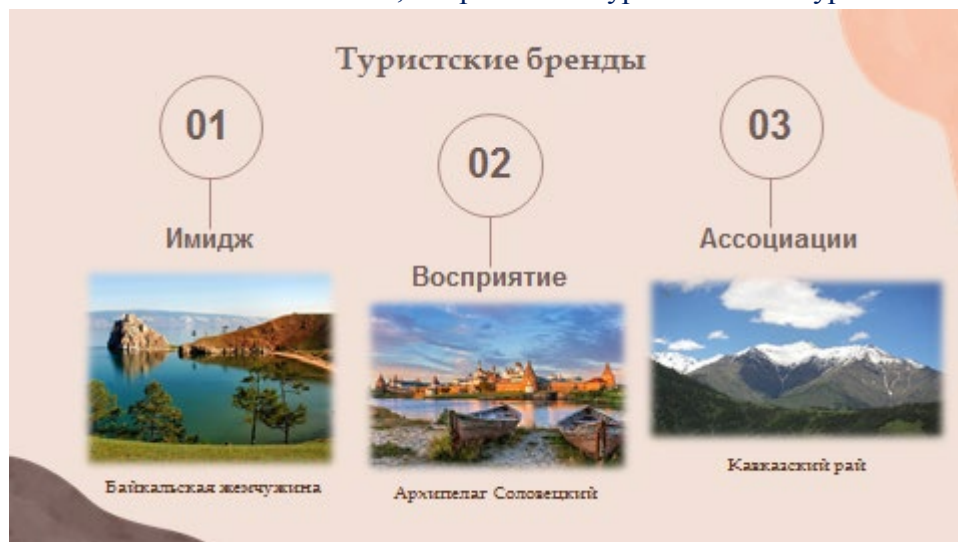 Туристские бренды
01
Имидж
Байкальская жемчужина
02
Восприятие
Архипелаг Соловецкий
03
Ассоциации
Кавказский рай